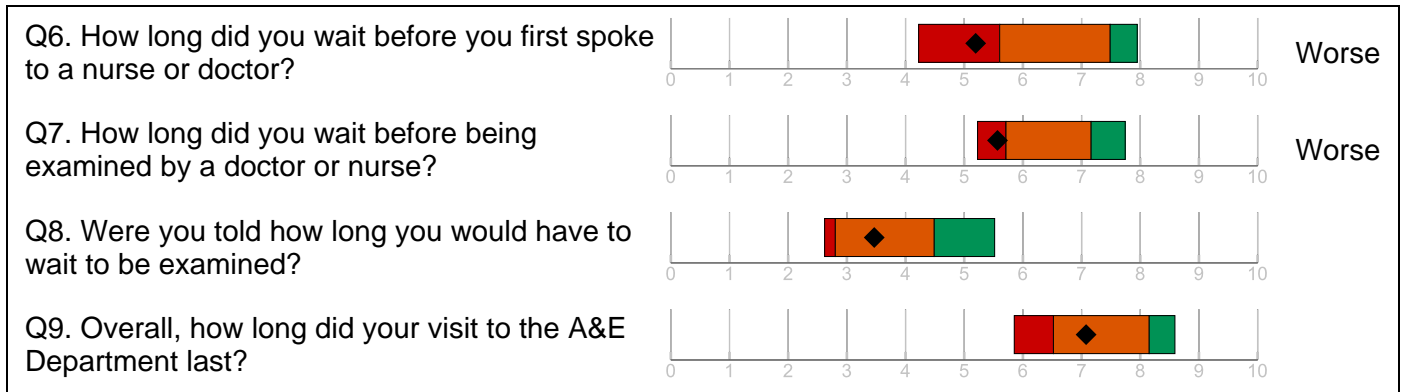 Q6. How long did you wait before you first spoke
to a nurse or doctor?
0 1 2 3 4 5 6 7 8 9 10
Worse
Q7. How long did you wait before being
examined by a doctor or nurse?
0 1 2 3 4 5 6 7 8 9 10
Worse
Q8. Were you told how long you would have to
wait to be examined?
0 1 2 3 4 5 6 7 8 9 10
Q9. Overall, how long did your visit to the A&E
Department last?
0 1 2 3 4 5 6 7 8 9 10